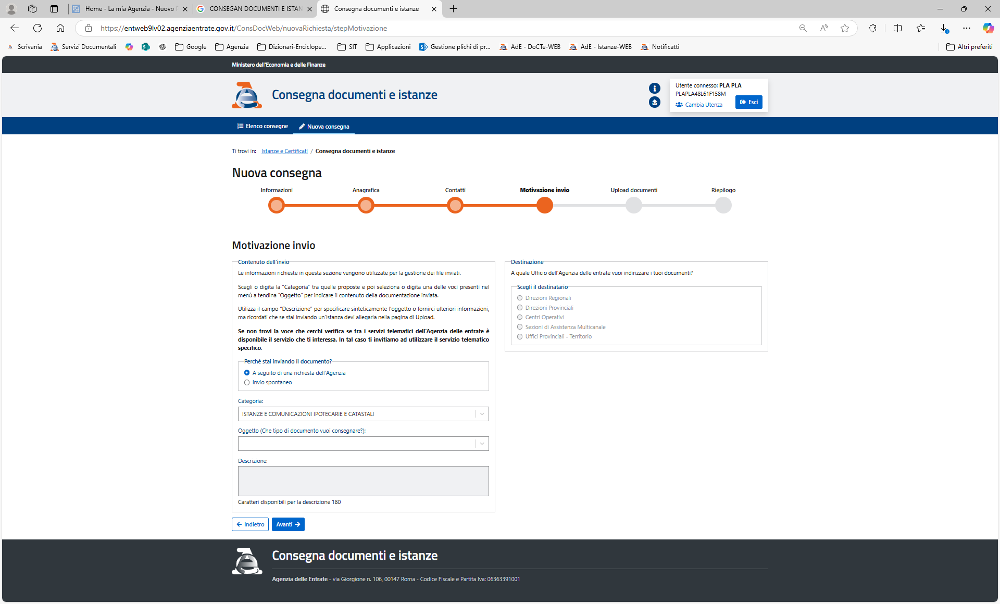 Home - La mia Agenzia - Nuovo
CONSEGAN DOCUMENTI E ISTAN
Consegna documenti e istanze
https://entweb9lv02.agenziaentrate.gov.it/ConsDocWeb/nuovaRichiesta/stepMotivazione
Scrivania
Servizi Documentali
Google
Agenzia
Dizionari-Enciclope...
SIT
Applicazioni
Gestione plichi di pr...
AdE - DoCTe-WEB
AdE - Istanze-WEB
Notificatti
Altri preferiti
Ministero dell'Economia e delle Finanze
Consegna documenti e istanze
Utente connesso: PLA PLA
PLAPLA48L61F158M
Cambia Utenza
Esci
Elenco consegne
Nuova consegna
Ti trovi in: Istanze e Certificati / Consegna documenti e istanze
Nuova consegna
Informazioni
Anagrafica
Contatti
Motivazione invio
Upload documenti
Riepilogo
Motivazione invio
Contenuto dell'invio
Le informazioni richieste in questa sezione vengono utilizzate per la gestione dei file inviati.
Scegli o digita la "Categoria" tra quelle proposte e poi seleziona o digita una delle voci presenti nel
menù a tendina "Oggetto" per indicare il contenuto della documentazione inviata.
Utilizza il campo "Descrizione" per specificare sinteticamente l'oggetto o fornirci ulteriori informazioni,
ma ricordati che se stai inviando un'istanza devi allegarla nella pagina di Upload.
Se non trovi la voce che cerchi verifica se tra i servizi telematici dell'Agenzia delle entrate è
disponibile il servizio che ti interessa. In tal caso ti invitiamo ad utilizzare il servizio telematico
specifico.
Perché stai inviando il documento?
A seguito di una richiesta dell'Agenzia
Invio spontaneo
Categoria:
ISTANZE E COMUNICAZIONI IPOTECARIE E CATASTALI
Oggetto (Che tipo di documento vuoi consegnare?):
Descrizione:
Caratteri disponibili per la descrizione 180
Destinazione
A quale Ufficio dell'Agenzia delle entrate vuoi indirizzare i tuoi documenti?
Scegli il destinatario
Direzioni Regionali
Direzioni Provinciali
Centri Operativi
Sezioni di Assistenza Multicanale
Uffici Provinciali - Territorio
Indietro
Avanti
Consegna documenti e istanze
Agenzia delle Entrate - via Giorgione n. 106, 00147 Roma - Codice Fiscale e Partita Iva: 06363391001